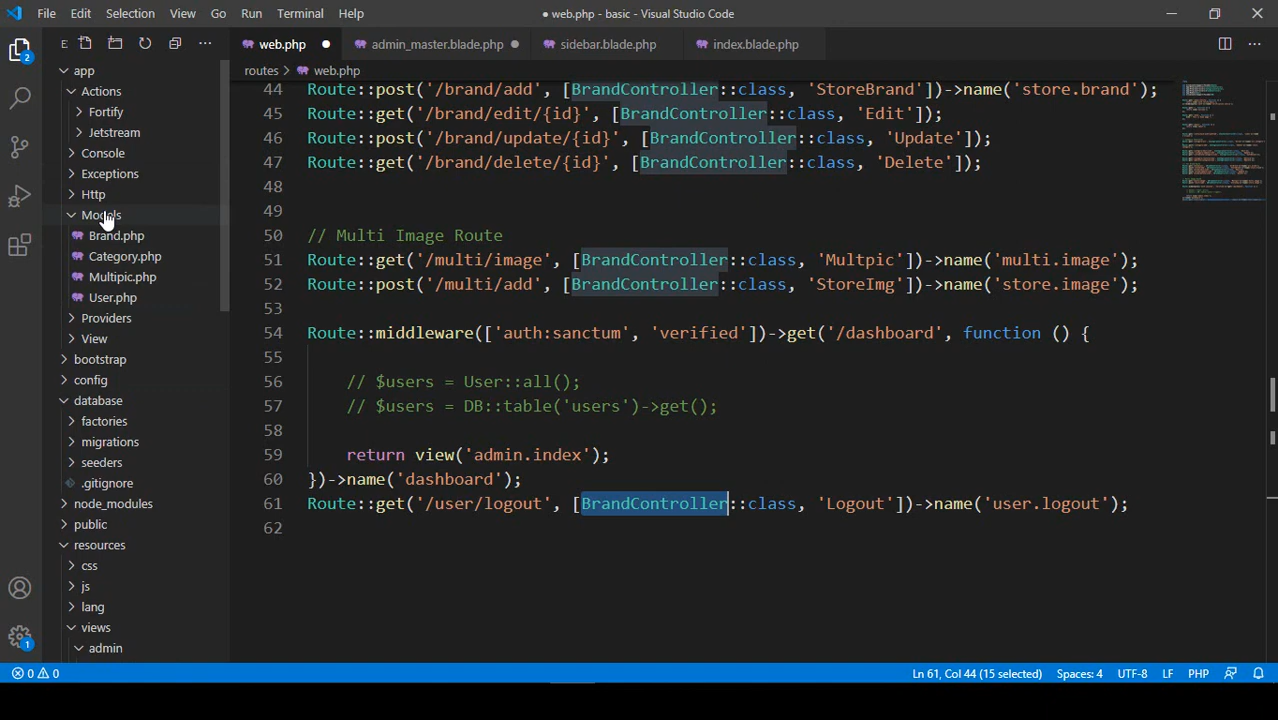 File Edit Selection View Go Run Terminal Help
● web.php - basic - Visual Studio Code
E
web.php ●
admin_master.blade.php ●
sidebar.blade.php
index.blade.php
routes > web.php
2
app
Actions
Fortify
Jetstream
Console
Exceptions
Http
Models
Brand.php
Category.php
Multipic.php
User.php
Providers
View
bootstrap
config
database
factories
migrations
seeders
.gitignore
node_modules
public
resources
css
js
lang
views
admin
1
44 Route::post('/brand/add', [BrandController::class, 'StoreBrand'])->name('store.brand');
45 Route::get('/brand/edit/{id}', [BrandController::class, 'Edit']);
46 Route::post('/brand/update/{id}', [BrandController::class, 'Update']);
47 Route::get('/brand/delete/{id}', [BrandController::class, 'Delete']);
48
49
50 // Multi Image Route
51 Route::get('/multi/image', [BrandController::class, 'Multpic'])->name('multi.image');
52 Route::post('/multi/add', [BrandController::class, 'StoreImg'])->name('store.image');
53
54 Route::middleware(['auth:sanctum', 'verified'])->get('/dashboard', function () {
55
56 // $users = User::all();
57 // $users = DB::table('users')->get();
58
59 return view('admin.index');
60 })->name('dashboard');
61 Route::get('/user/logout', [BrandController::class, 'Logout'])->name('user.logout');
62
0 0 Ln 61, Col 44 (15 selected) Spaces: 4 UTF-8 LF PHP